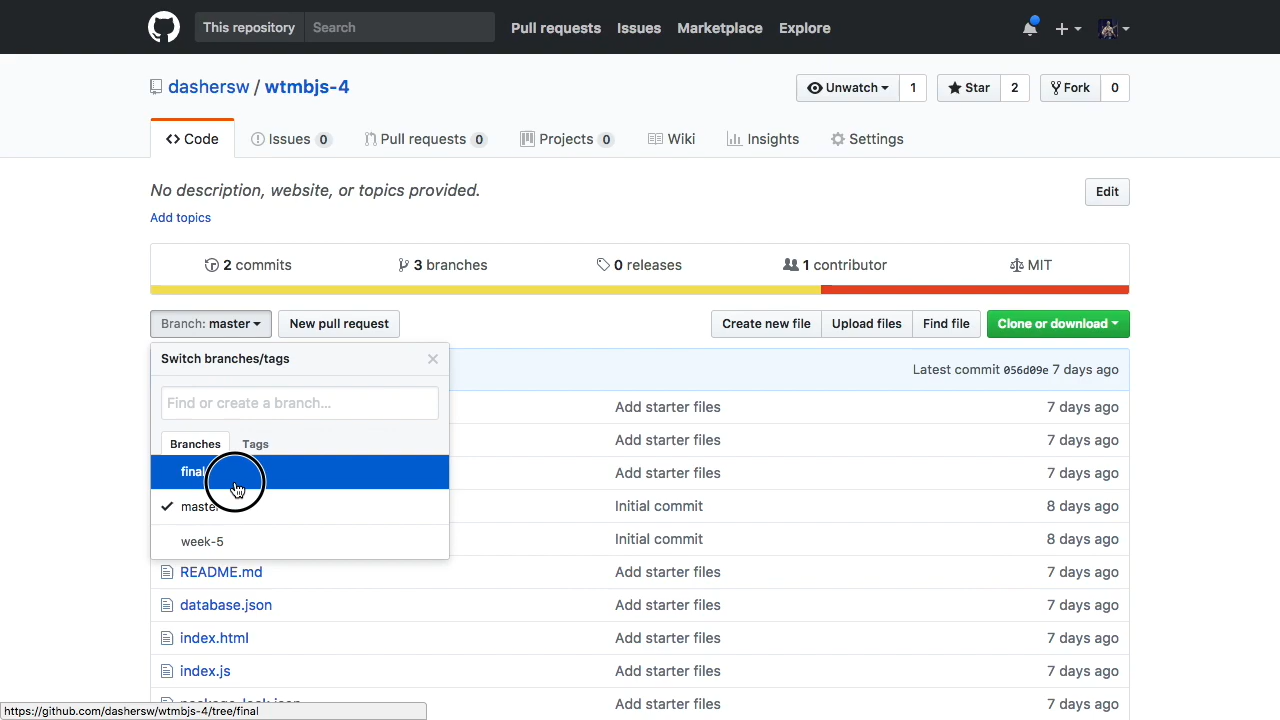 This repository Search Pull requests Issues Marketplace Explore
dashersw / wtmbjs-4 Unwatch 1 Star 2 Fork 0
Code Issues 0 Pull requests 0 Projects 0 Wiki Insights Settings
No description, website, or topics provided. Edit
Add topics
2 commits 3 branches 0 releases 1 contributor MIT
Branch: master New pull request Create new file Upload files Find file Clone or download
Switch branches/tags
Latest commit 056d09e 7 days ago
Find or create a branch...
Add starter files 7 days ago
Branches Tags
Add starter files 7 days ago
final
Add starter files 7 days ago
master
Initial commit 8 days ago
week-5
Initial commit 8 days ago
README.md Add starter files 7 days ago
database.json Add starter files 7 days ago
index.html Add starter files 7 days ago
index.js Add starter files 7 days ago
package-lock.json Add starter files 7 days ago
https://github.com/dashersw/wtmbjs-4/tree/final